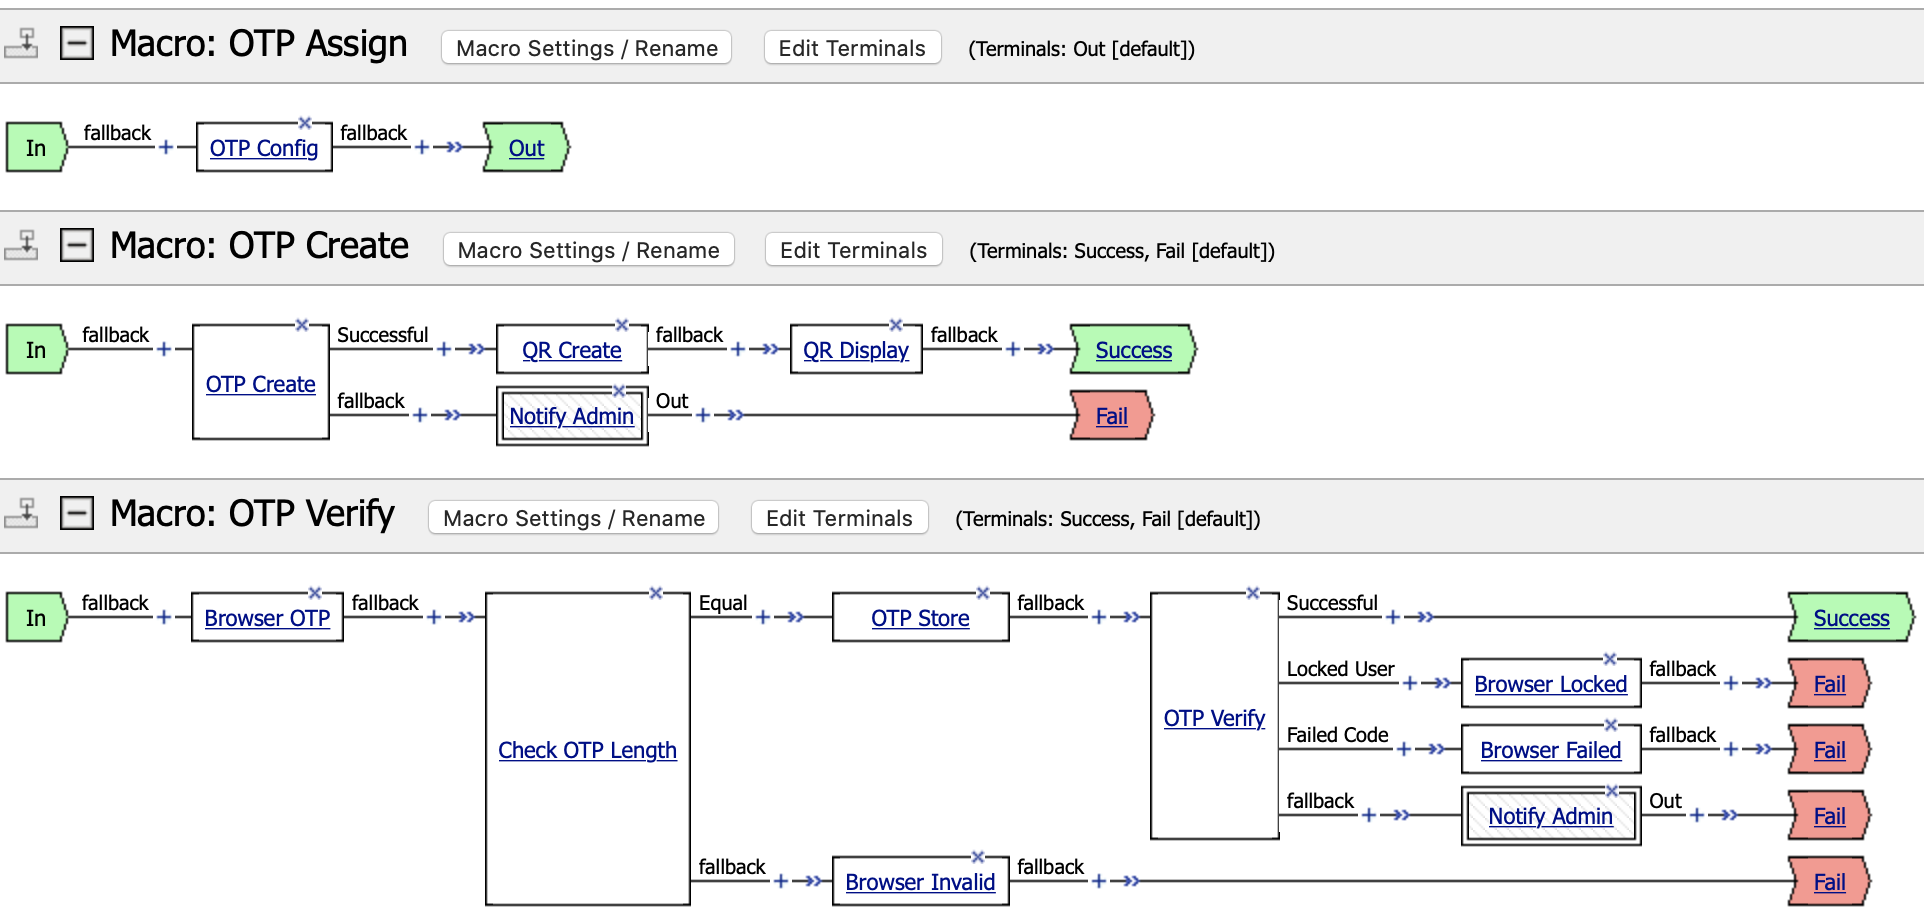 Macro: OTP Assign Macro Settings / Rename Edit Terminals (Terminals: Out [default])
In fallback OTP Config fallback Out
Macro: OTP Create Macro Settings / Rename Edit Terminals (Terminals: Success, Fail [default])
In fallback OTP Create Successful QR Create fallback QR Display fallback Success
fallback Notify Admin Out Fail
Macro: OTP Verify Macro Settings / Rename Edit Terminals (Terminals: Success, Fail [default])
In fallback Browser OTP fallback Check OTP Length Equal OTP Store fallback OTP Verify Successful Success
Locked User Browser Locked fallback Fail
Failed Code Browser Failed fallback Fail
fallback Notify Admin Out Fail
fallback Browser Invalid fallback Fail